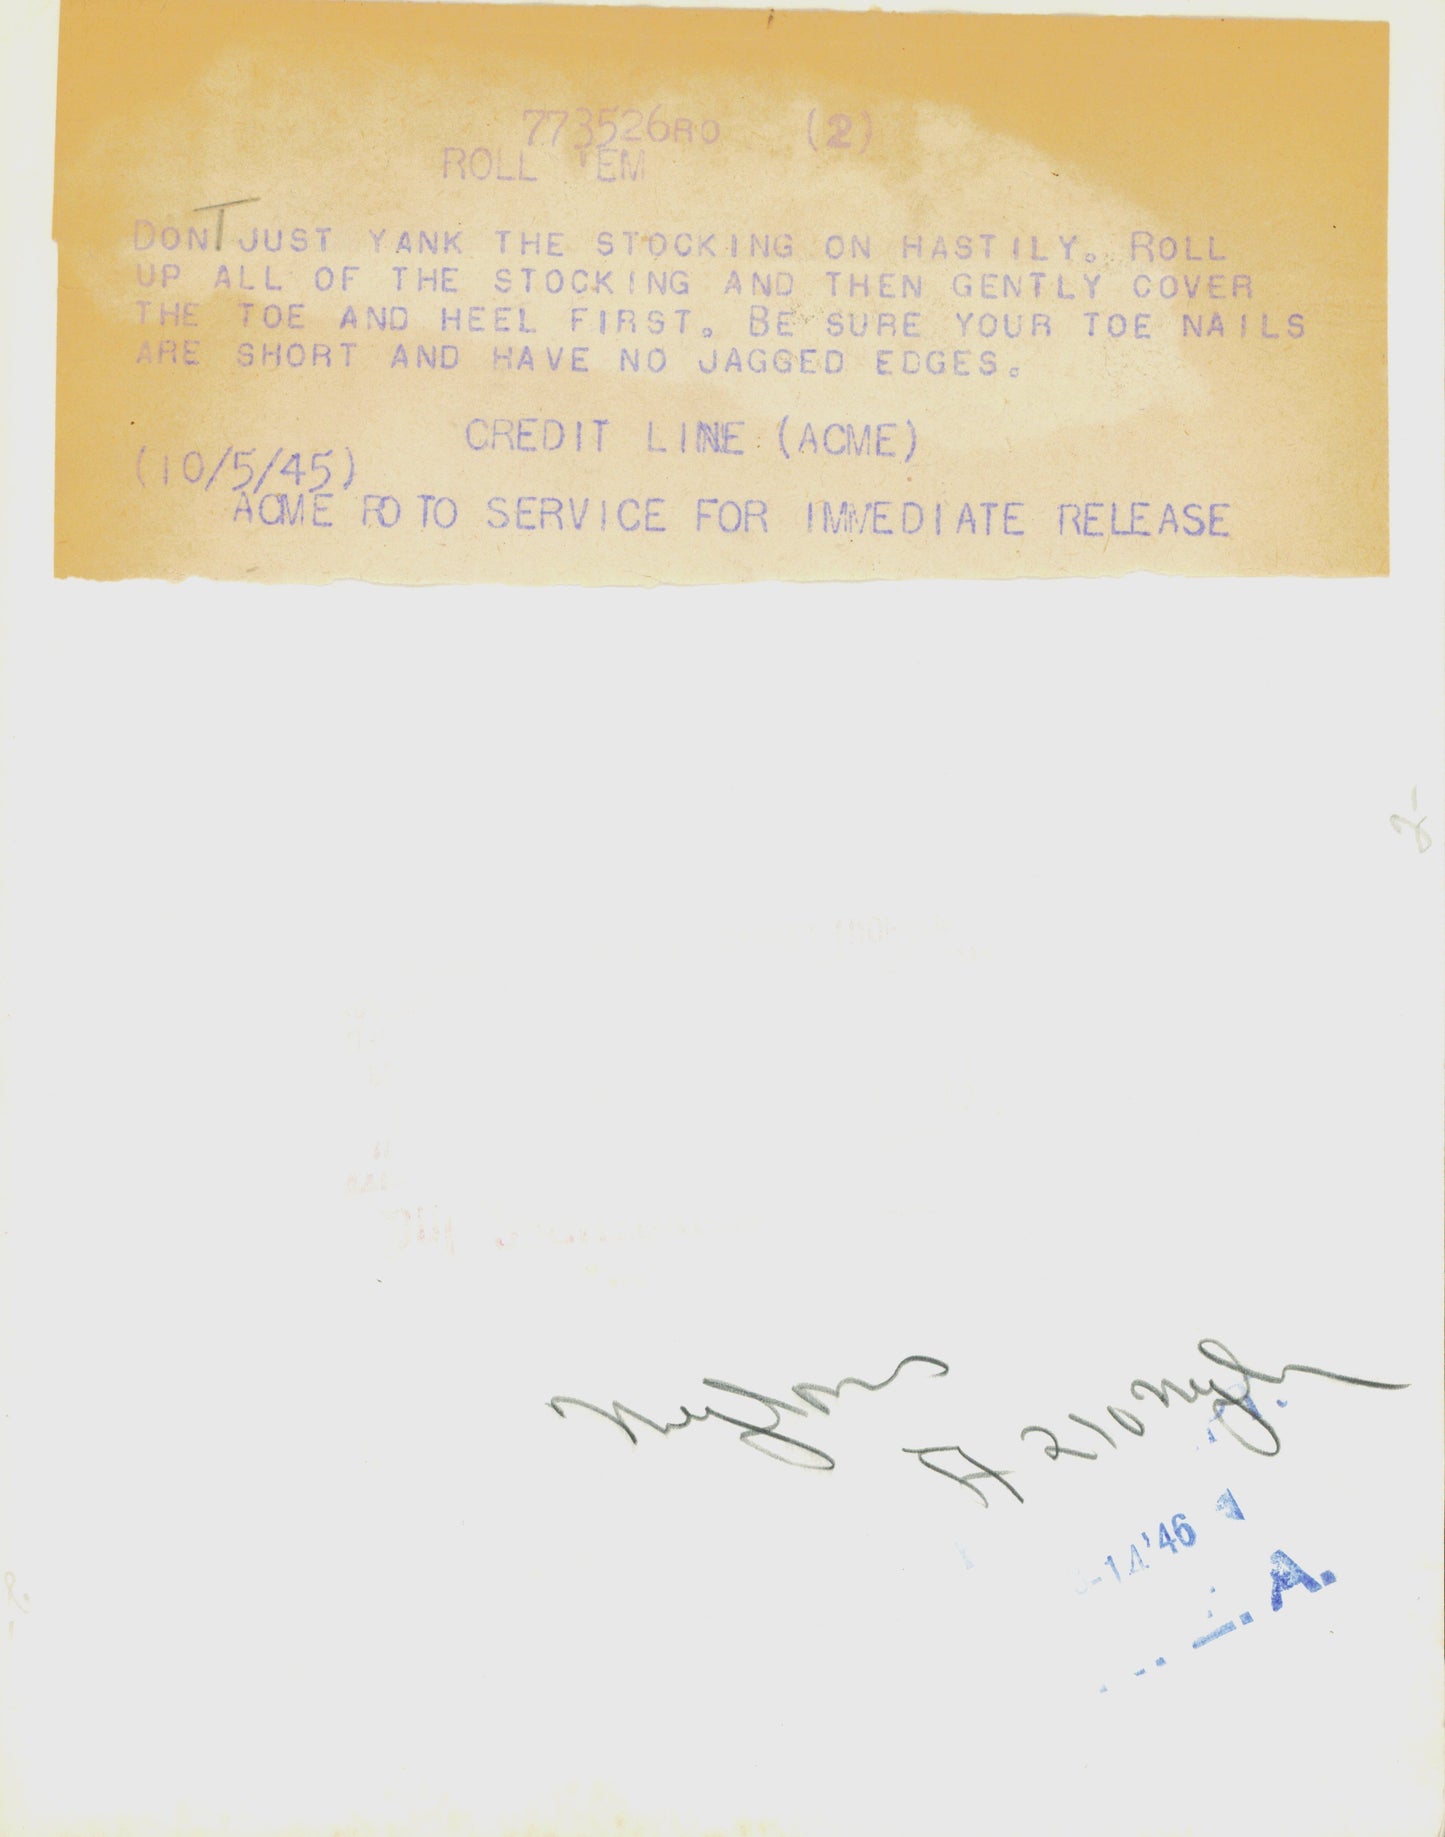 773526RO (2)
ROLL 'EM
DONT JUST YANK THE STOCKING ON HASTILY. ROLL
UP ALL OF THE STOCKING AND THEN GENTLY COVER
THE TOE AND HEEL FIRST. BE SURE YOUR TOE NAILS
ARE SHORT AND HAVE NO JAGGED EDGES.
CREDIT LINE (ACME)
(10/5/45)
ACME FOTO SERVICE FOR IMMEDIATE RELEASE
Nylons
210 Nylon
-14'46
A.